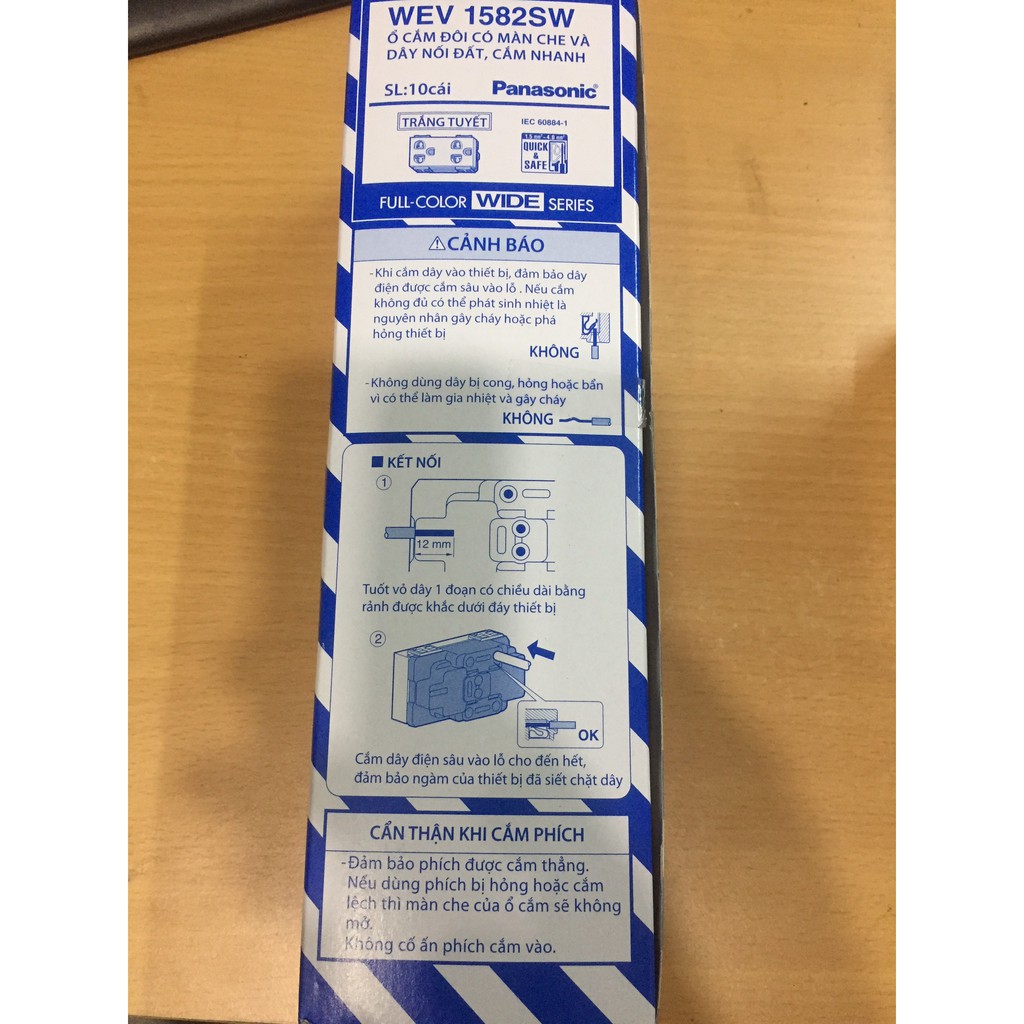 WEV 1582SW
Ổ CẮM ĐÔI CÓ MÀN CHE VÀ
DÂY NỐI ĐẤT, CẮM NHANH
SL:10cái
Panasonic
TRẮNG TUYẾT
IEC 60884-1
1.5 mm²~4.0 mm²
QUICK
&
SAFE
FULL-COLOR WIDE SERIES
⚠CẢNH BÁO
-Khi cắm dây vào thiết bị, đảm bảo dây
điện được cắm sâu vào lỗ . Nếu cắm
không đủ có thể phát sinh nhiệt là
nguyên nhân gây cháy hoặc phá
hỏng thiết bị
KHÔNG
-Không dùng dây bị cong, hỏng hoặc bẩn
vì có thể làm gia nhiệt và gây cháy
KHÔNG
■ KẾT NỐI
①
12 mm
Tuốt vỏ dây 1 đoạn có chiều dài bằng
rảnh được khắc dưới đáy thiết bị
②
OK
Cắm dây điện sâu vào lỗ cho đến hết,
đảm bảo ngàm của thiết bị đã siết chặt dây
CẨN THẬN KHI CẮM PHÍCH
-Đảm bảo phích được cắm thẳng.
Nếu dùng phích bị hỏng hoặc cắm
lệch thì màn che của ổ cắm sẽ không
mở.
Không cố ấn phích cắm vào.